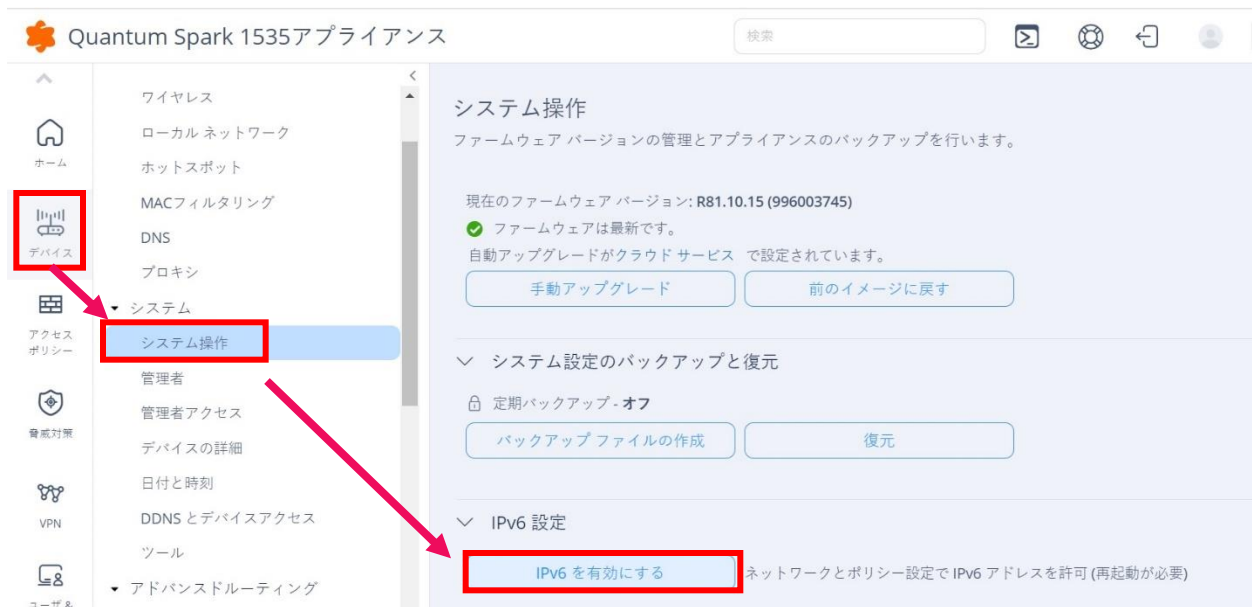 Quantum Spark 1535アプライアンス
検索
ホーム
デバイス
アクセス
ポリシー
脅威対策
VPN
ユーザ &
ワイヤレス
ローカル ネットワーク
ホットスポット
MACフィルタリング
DNS
プロキシ
システム
システム操作
管理者
管理者アクセス
デバイスの詳細
日付と時刻
DDNS とデバイスアクセス
ツール
アドバンスドルーティング
システム操作
ファームウェア バージョンの管理とアプライアンスのバックアップを行います。
現在のファームウェア バージョン: R81.10.15 (996003745)
ファームウェアは最新です。
自動アップグレードがクラウド サービス で設定されています。
手動アップグレード
前のイメージに戻す
システム設定のバックアップと復元
定期バックアップ - オフ
バックアップ ファイルの作成
復元
IPv6 設定
IPv6 を有効にする
ネットワークとポリシー設定で IPv6 アドレスを許可 (再起動が必要)